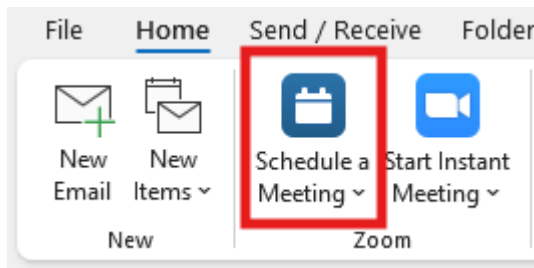 File Home Send / Receive Folder
New Email
New Items
Schedule a Meeting
Start Instant Meeting
New
Zoom